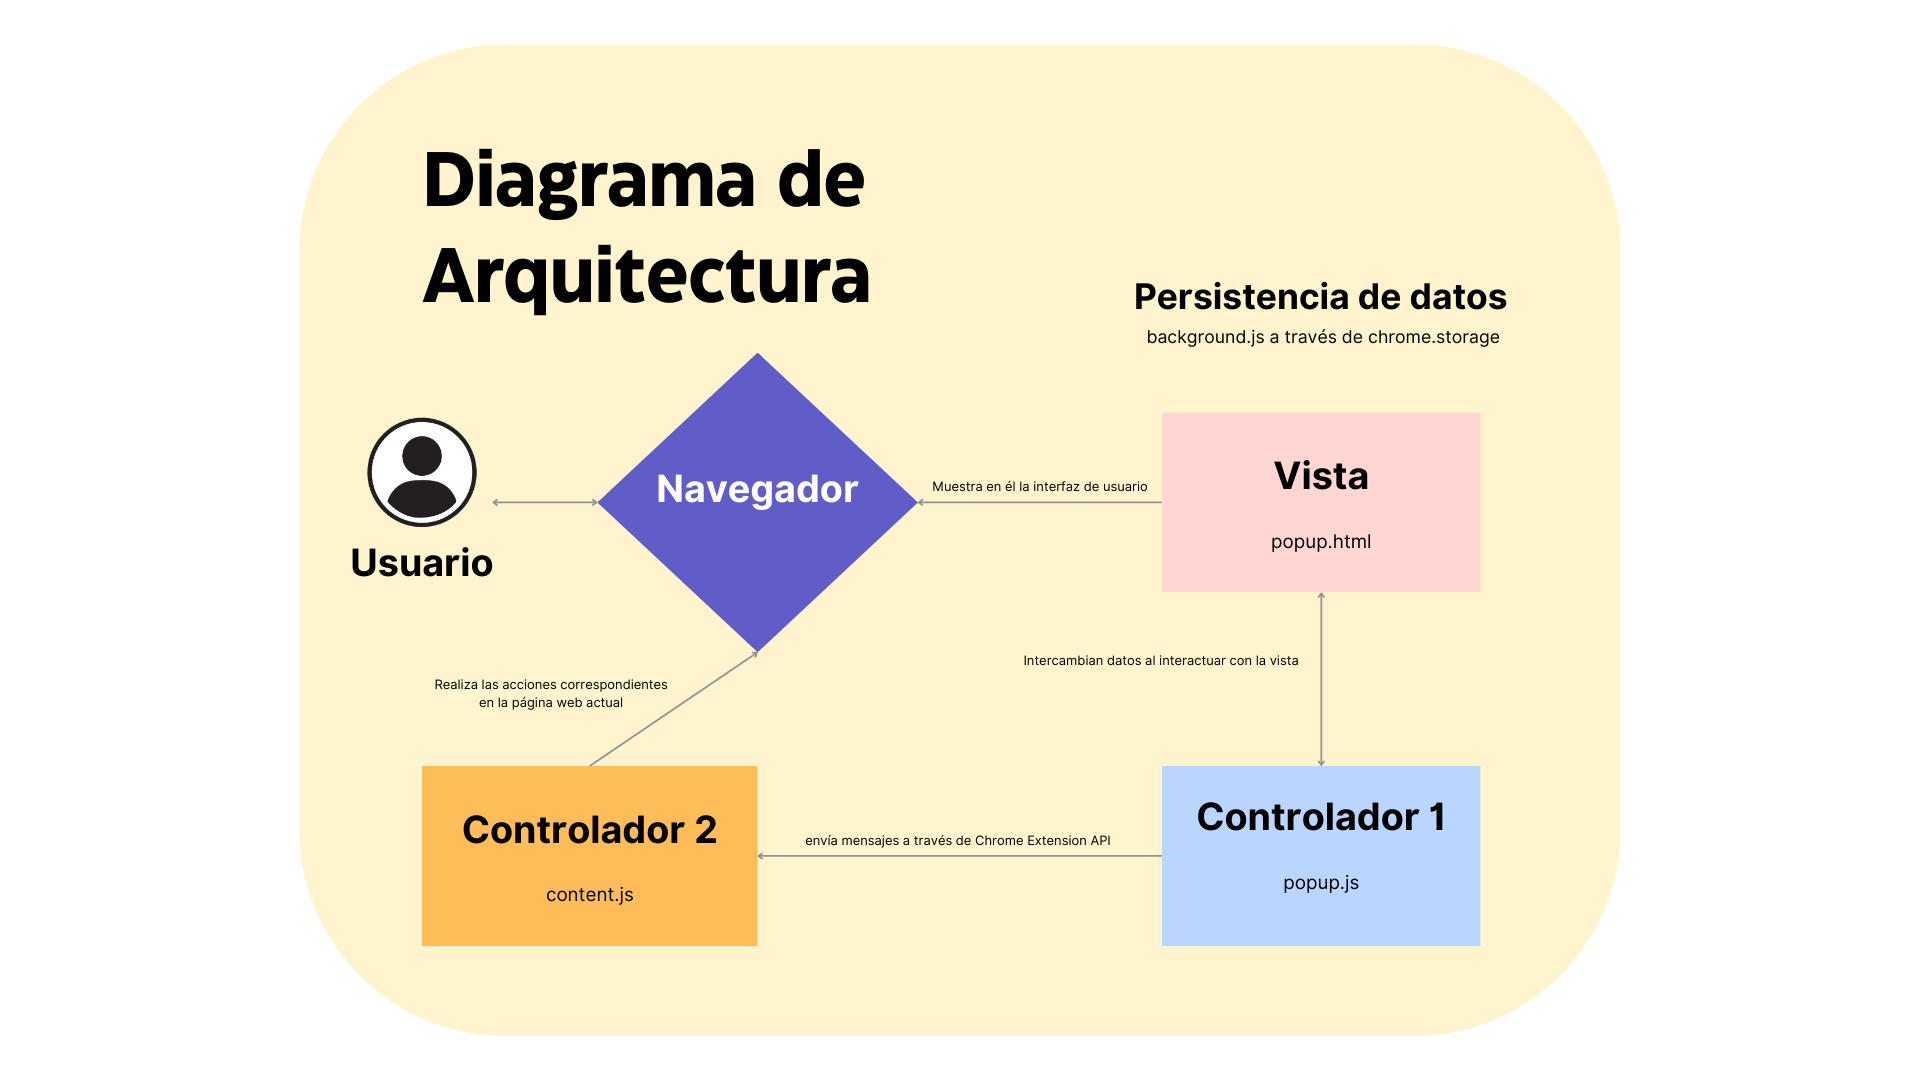 Diagrama de
Arquitectura
Persistencia de datos
background.js a través de chrome.storage
Usuario
Navegador
Muestra en él la interfaz de usuario
Vista
popup.html
Intercambian datos al interactuar con la vista
Realiza las acciones correspondientes
en la página web actual
Controlador 2
content.js
envía mensajes a través de Chrome Extension API
Controlador 1
popup.js